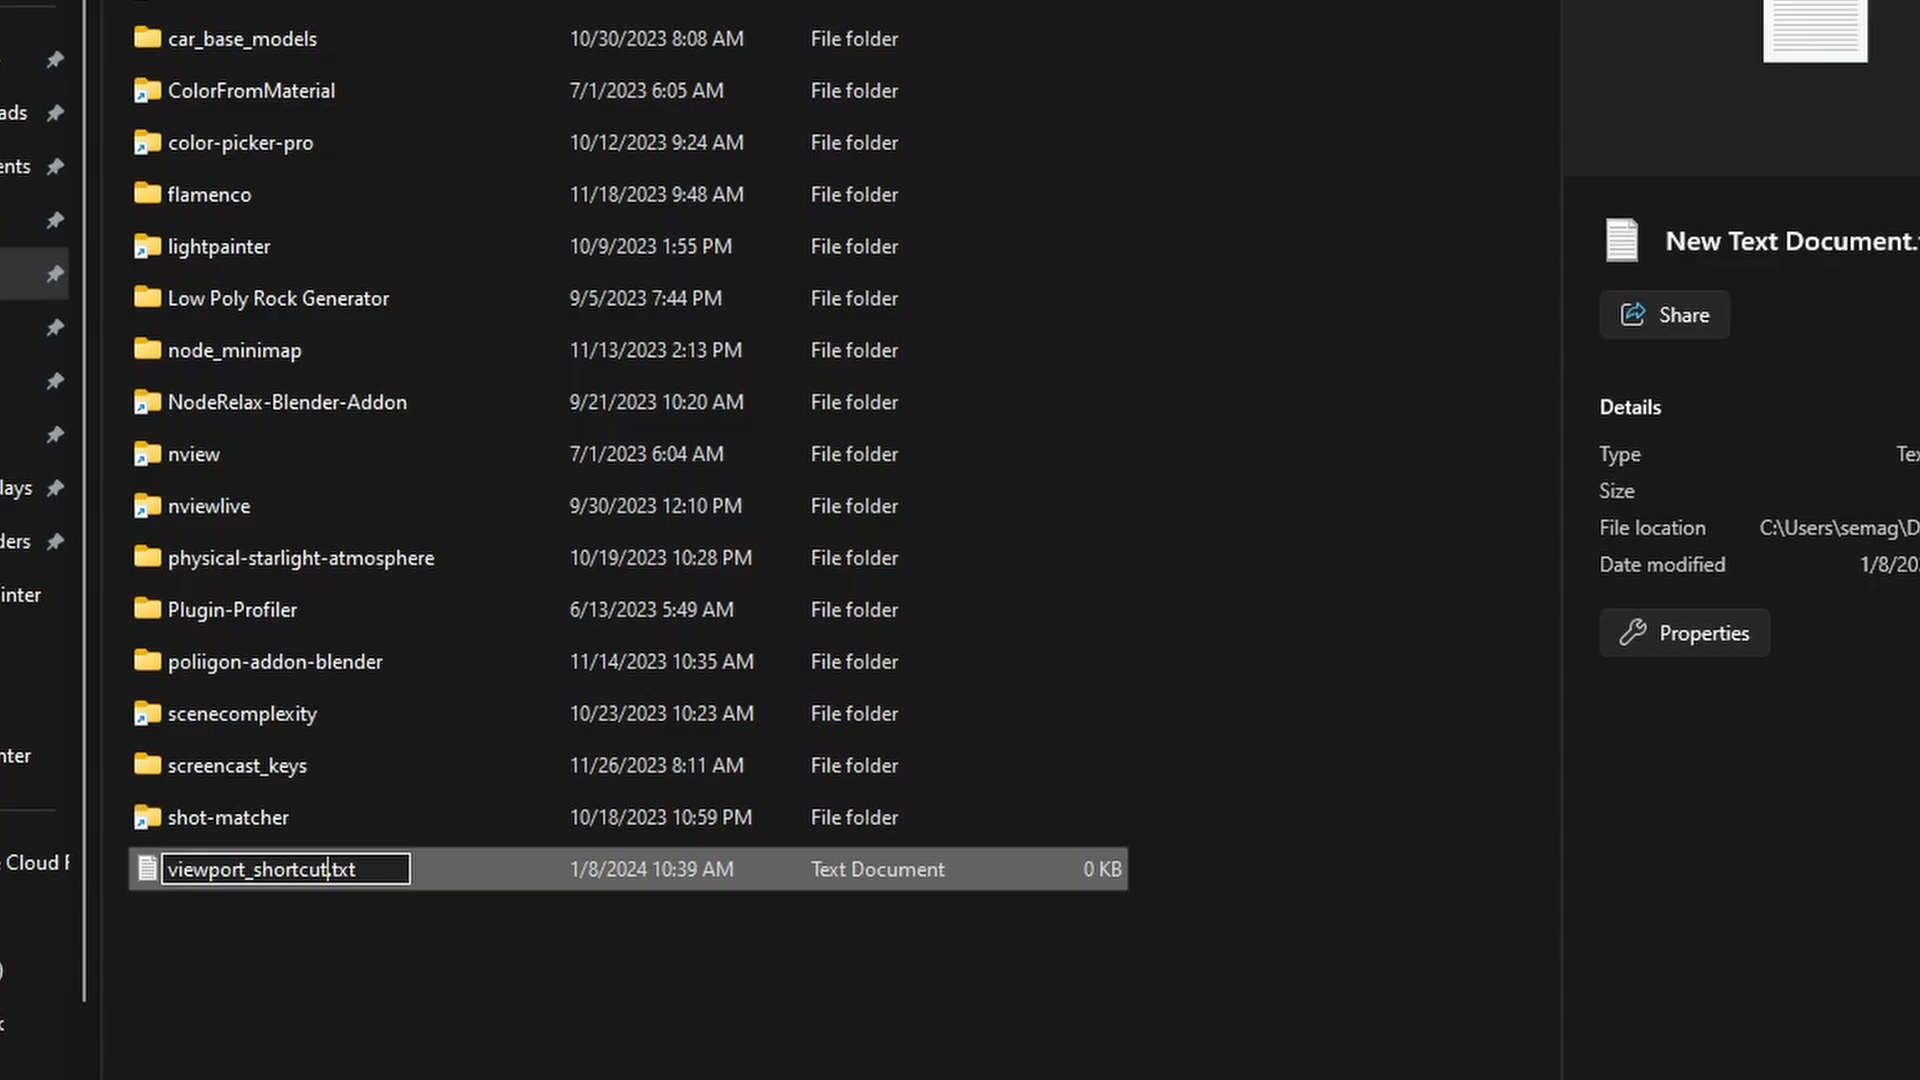 car_base_models 10/30/2023 8:08 AM File folder
ColorFromMaterial 7/1/2023 6:05 AM File folder
color-picker-pro 10/12/2023 9:24 AM File folder
flamenco 11/18/2023 9:48 AM File folder
lightpainter 10/9/2023 1:55 PM File folder
Low Poly Rock Generator 9/5/2023 7:44 PM File folder
node_minimap 11/13/2023 2:13 PM File folder
NodeRelax-Blender-Addon 9/21/2023 10:20 AM File folder
nview 7/1/2023 6:04 AM File folder
nviewlive 9/30/2023 12:10 PM File folder
physical-starlight-atmosphere 10/19/2023 10:28 PM File folder
Plugin-Profiler 6/13/2023 5:49 AM File folder
poliigon-addon-blender 11/14/2023 10:35 AM File folder
scenecomplexity 10/23/2023 10:23 AM File folder
screencast_keys 11/26/2023 8:11 AM File folder
shot-matcher 10/18/2023 10:59 PM File folder
viewport_shortcut.txt 1/8/2024 10:39 AM Text Document 0 KB
ads
ents
lays
ders
inter
nter
Cloud F
New Text Document.
Share
Details
Type Tex
Size
File location C:\Users\semag\D
Date modified 1/8/202
Properties